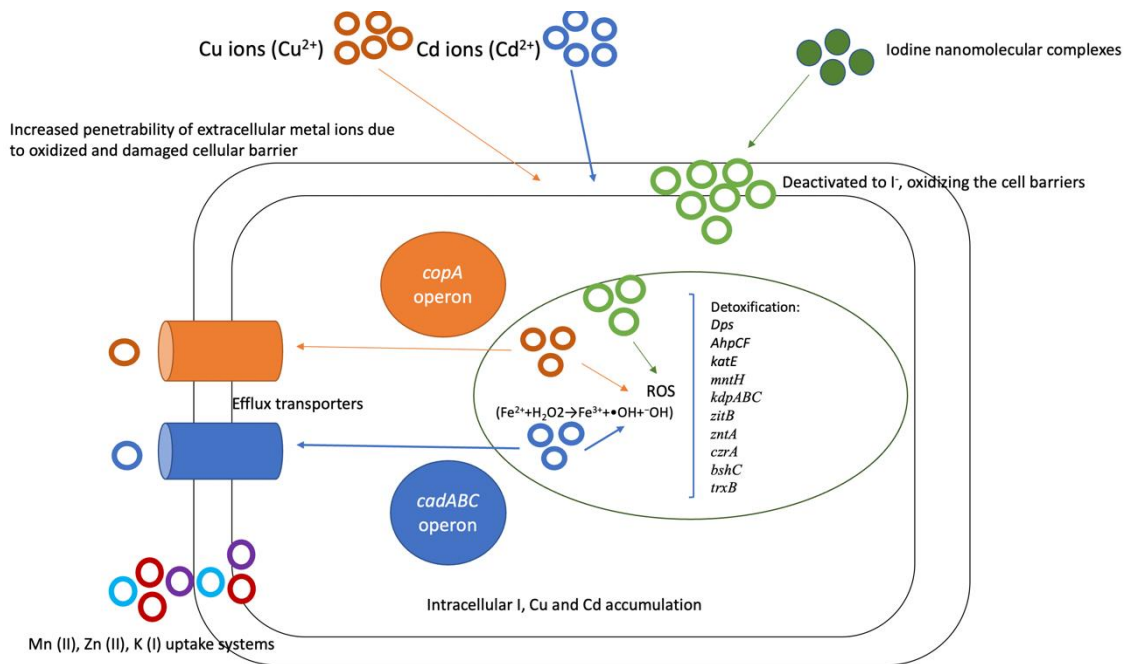 Cu ions (Cu²⁺)
Cd ions (Cd²⁺)
Iodine nanomolecular complexes
Increased penetrability of extracellular metal ions due
to oxidized and damaged cellular barrier
Deactivated to I⁻, oxidizing the cell barriers
copA
operon
Detoxification:
Dps
AhpCF
katE
mntH
kdpABC
zitB
zntA
czrA
bshC
trxB
ROS
(Fe²⁺+H₂O2→Fe³⁺+•OH+⁻OH)
Efflux transporters
cadABC
operon
Intracellular I, Cu and Cd accumulation
Mn (II), Zn (II), K (I) uptake systems